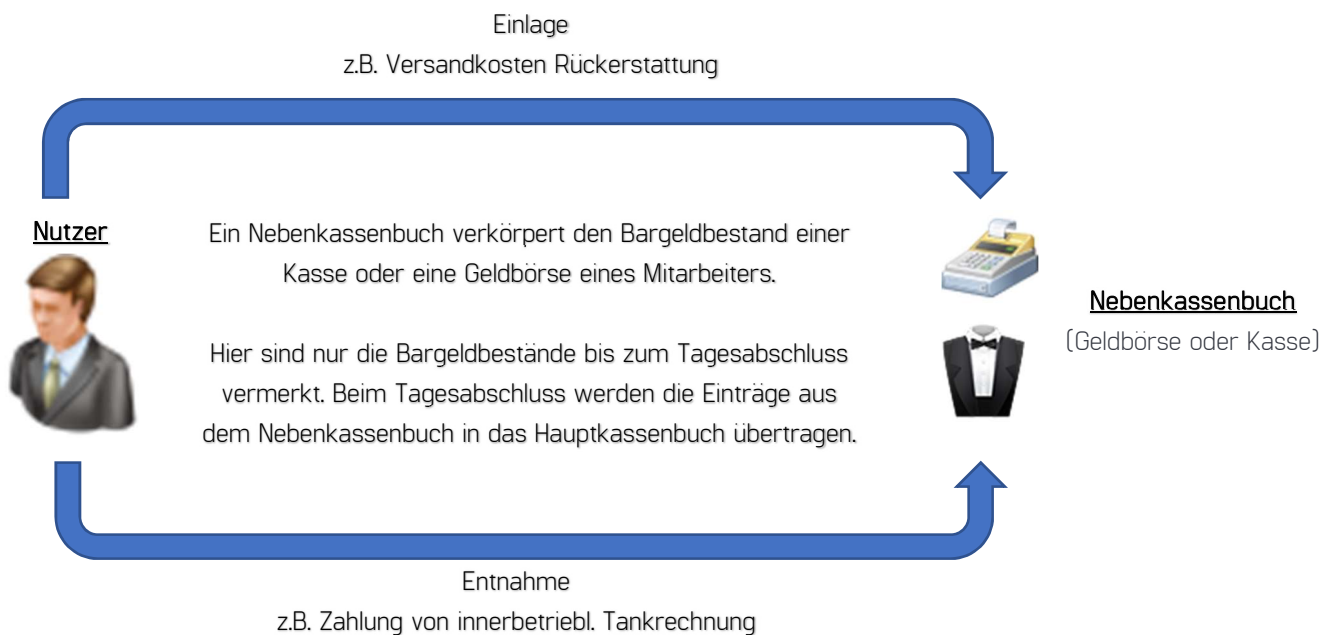 Einlage
z.B. Versandkosten Rückerstattung
Nutzer
Ein Nebenkassenbuch verkörpert den Bargeldbestand einer
Kasse oder eine Geldbörse eines Mitarbeiters.
Hier sind nur die Bargeldbestände bis zum Tagesabschluss
vermerkt. Beim Tagesabschluss werden die Einträge aus
dem Nebenkassenbuch in das Hauptkassenbuch übertragen.
Nebenkassenbuch
(Geldbörse oder Kasse)
Entnahme
z.B. Zahlung von innerbetriebl. Tankrechnung